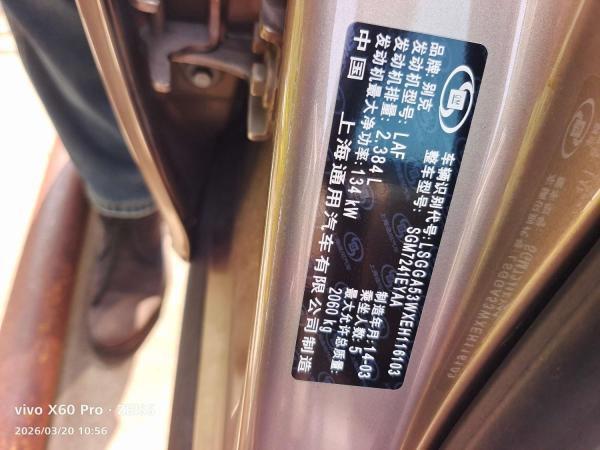 品牌:别克
车辆识别代号:LSGGA53WXEH116103
发动机型号: LAF
整车型号: SGM7241EYAA
发动机排量: 2.384 L
制造年月:14-03
发动机最大净功率:134 kW
乘坐人数: 5
最大允许总质量:
2060 kg
中国 上海通用汽车有限公司制造
vivo X60 Pro · ZEISS
2026/03/20 10:56